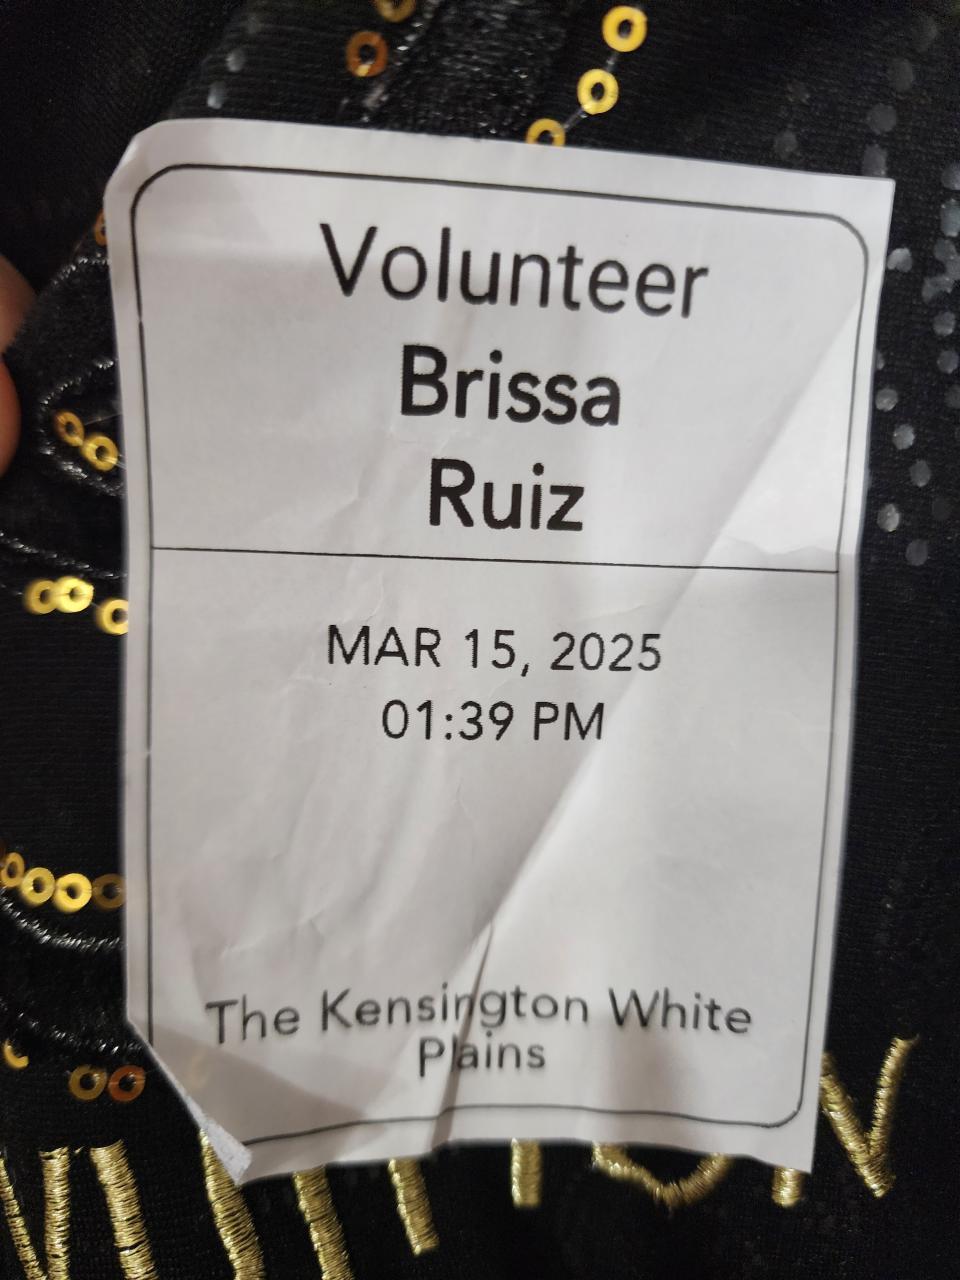 Volunteer
Brissa
Ruiz
MAR 15, 2025
01:39 PM
The Kensington White
Plains